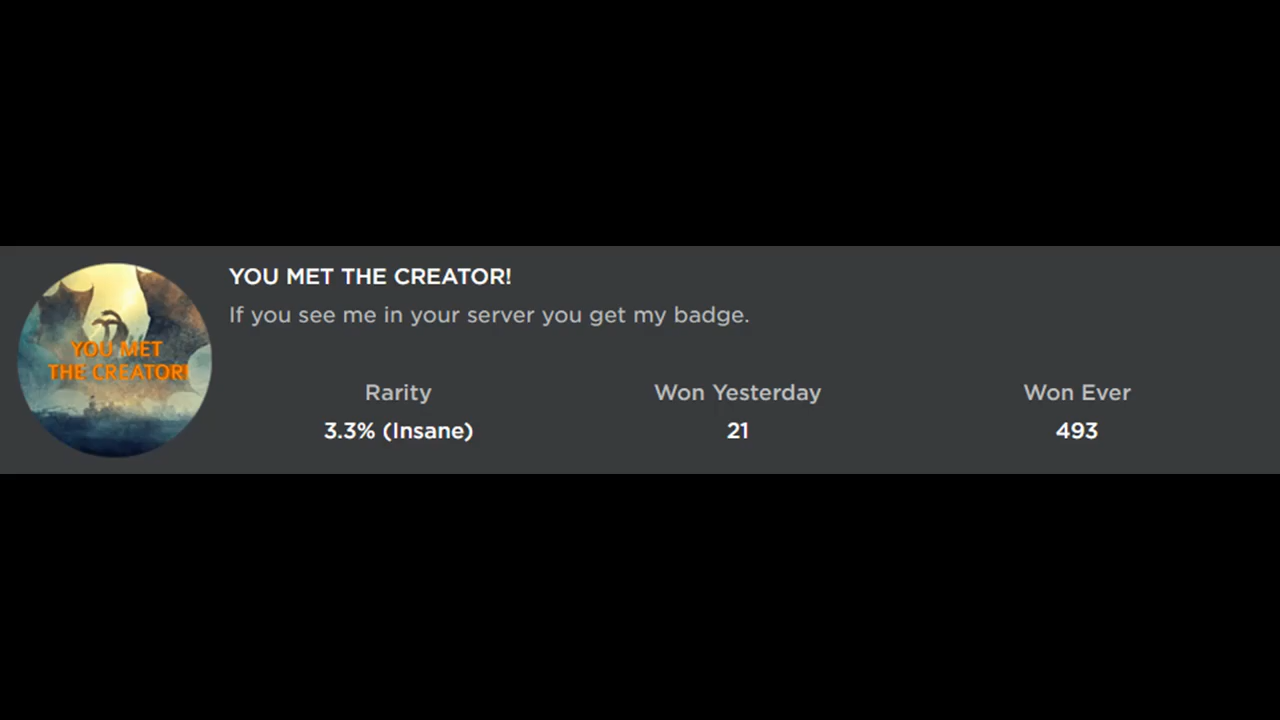 YOU MET THE CREATOR!
If you see me in your server you get my badge.
YOU MET
THE CREATOR!
Rarity Won Yesterday Won Ever
3.3% (Insane) 21 493